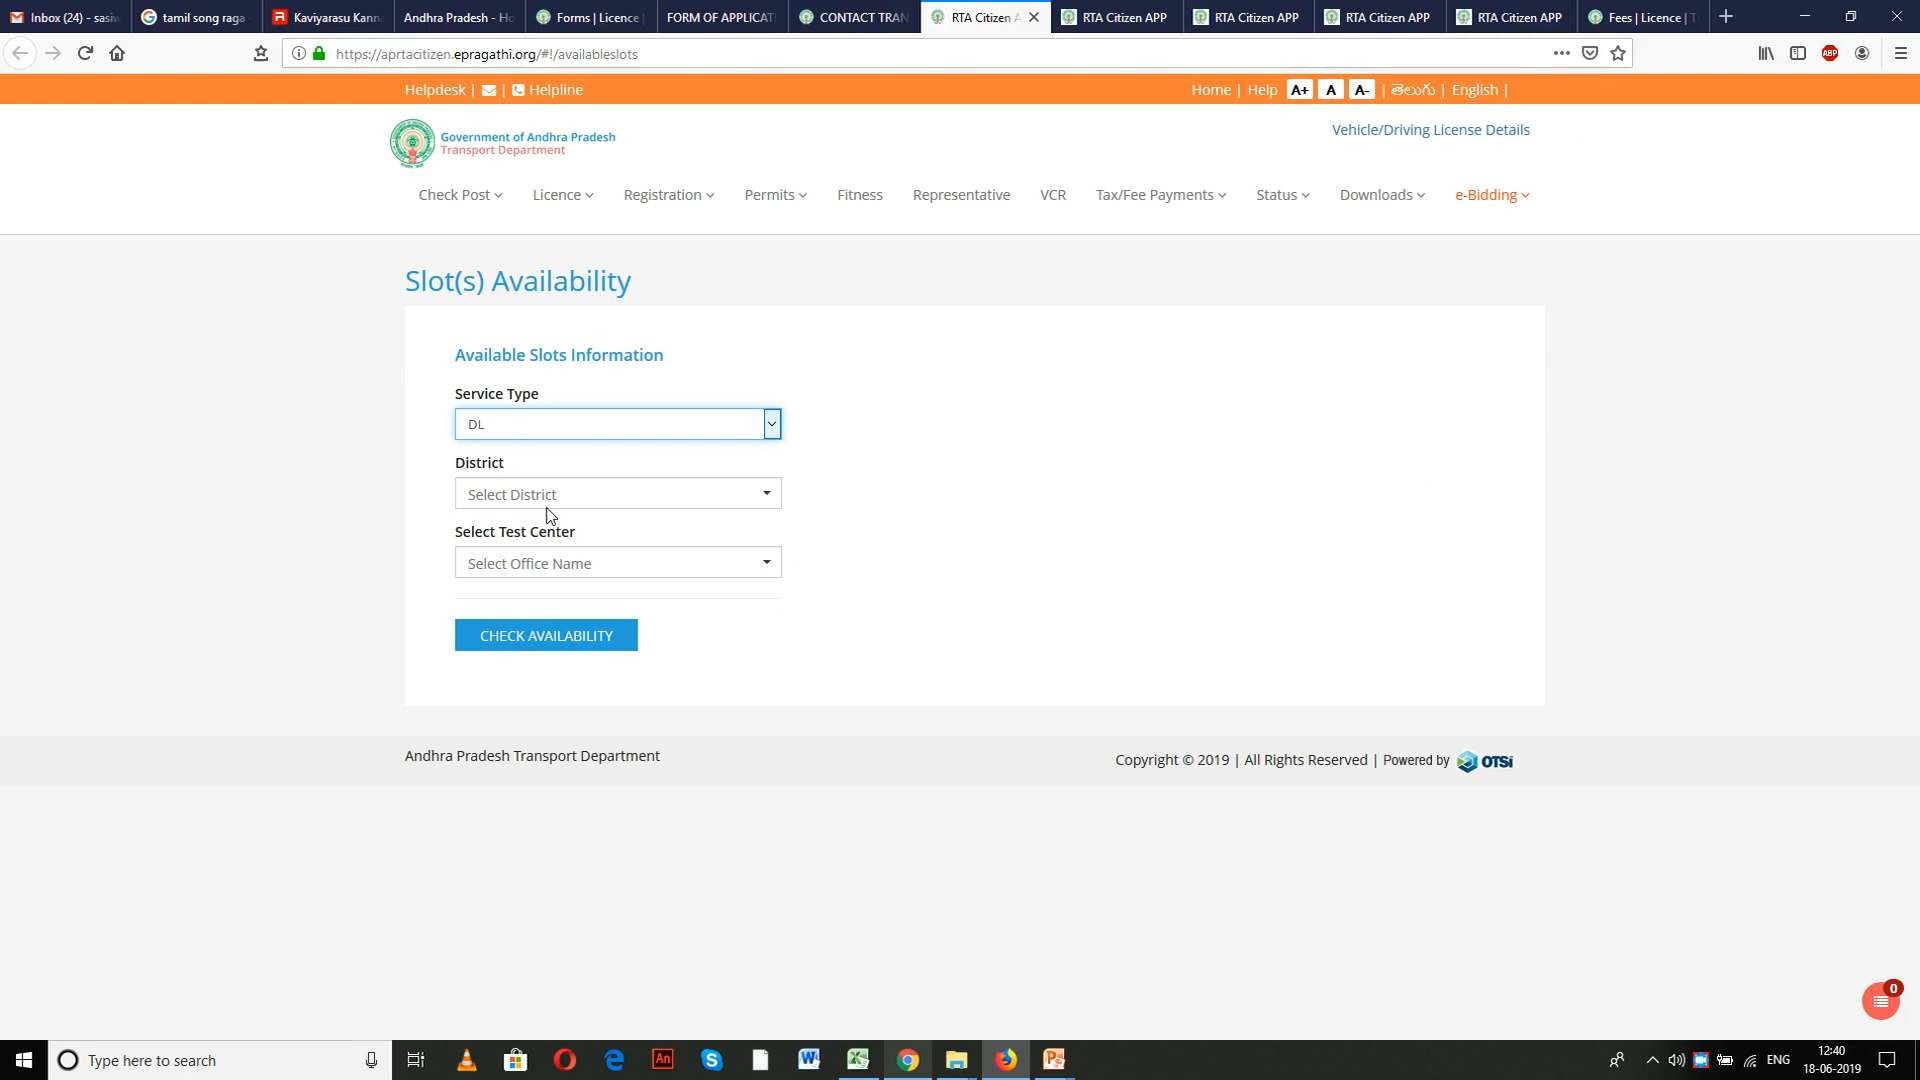 Inbox (24) - sasiw
tamil song raga
Kaviyarasu Kann
Andhra Pradesh - Ho
Forms | Licence
FORM OF APPLICAT
CONTACT TRAN
RTA Citizen A
RTA Citizen APP
RTA Citizen APP
RTA Citizen APP
RTA Citizen APP
Fees | Licence | T
https://aprtacitizen.epragathi.org/#!/availableslots
ABP
Helpdesk | | Helpline
Home | Help A+ A A- | తెలుగు | English |
Government of Andhra Pradesh
Transport Department
Vehicle/Driving License Details
Check Post Licence Registration Permits Fitness Representative VCR Tax/Fee Payments Status Downloads e-Bidding
Slot(s) Availability
Available Slots Information
Service Type
DL
District
Select District
Select Test Center
Select Office Name
CHECK AVAILABILITY
Andhra Pradesh Transport Department
Copyright © 2019 | All Rights Reserved | Powered by OTSi
0
Type here to search
An
ENG
12:40
18-06-2019